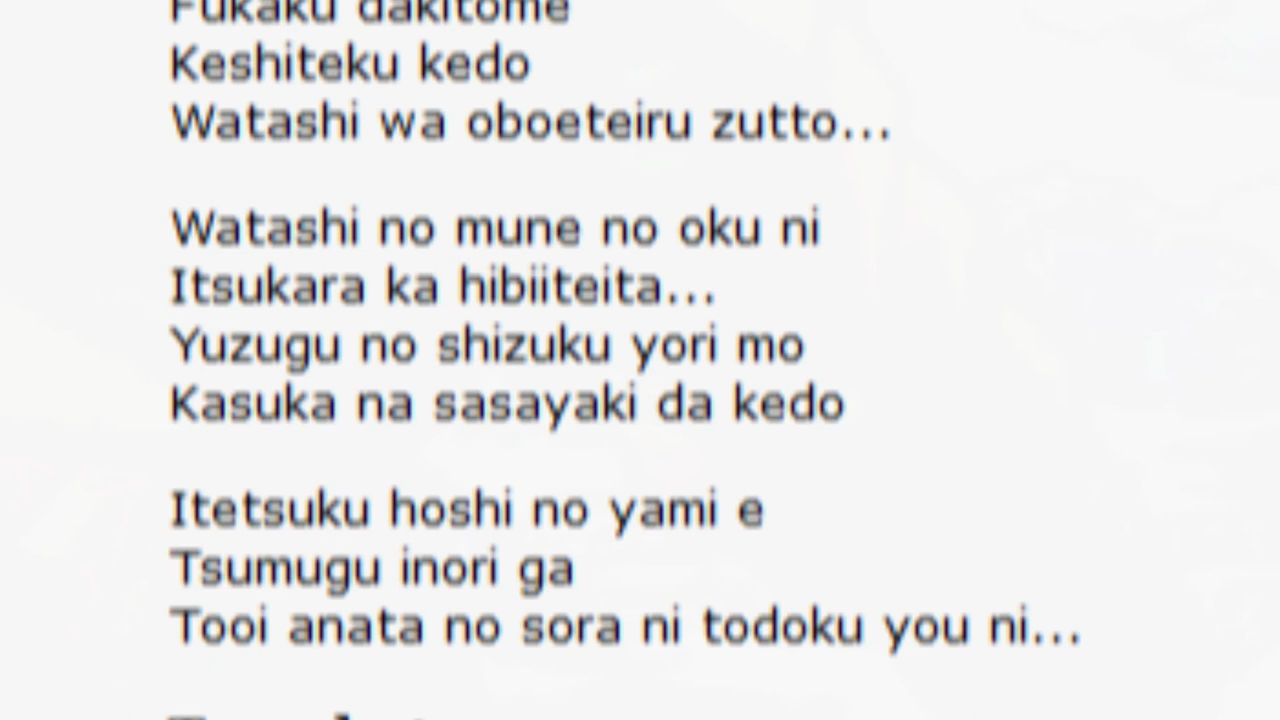 Fukaku dakitome
Keshiteku kedo
Watashi wa oboeteiru zutto...
Watashi no mune no oku ni
Itsukara ka hibiiteita...
Yuzugu no shizuku yori mo
Kasuka na sasayaki da kedo
Itetsuku hoshi no yami e
Tsumugu inori ga
Tooi anata no sora ni todoku you ni...